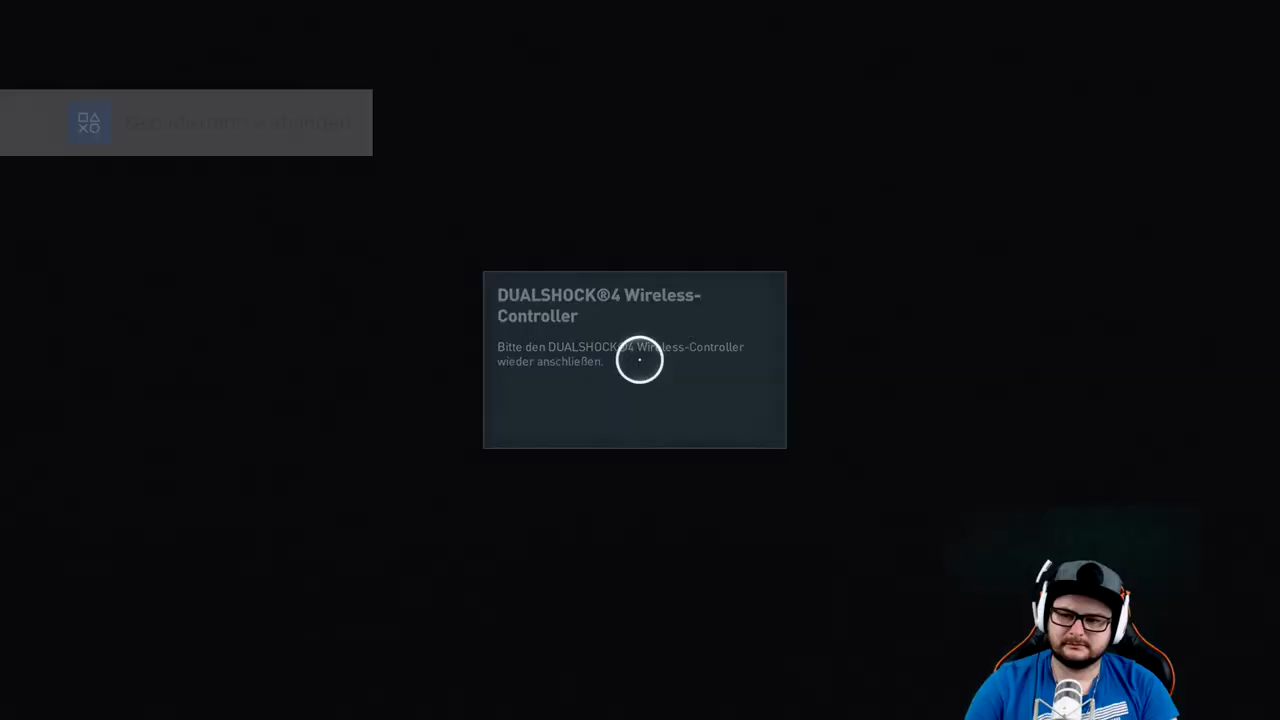 DUALSHOCK®4 Wireless-
Controller
Bitte den DUALSHOCK®4 Wireless-Controller
wieder anschließen.